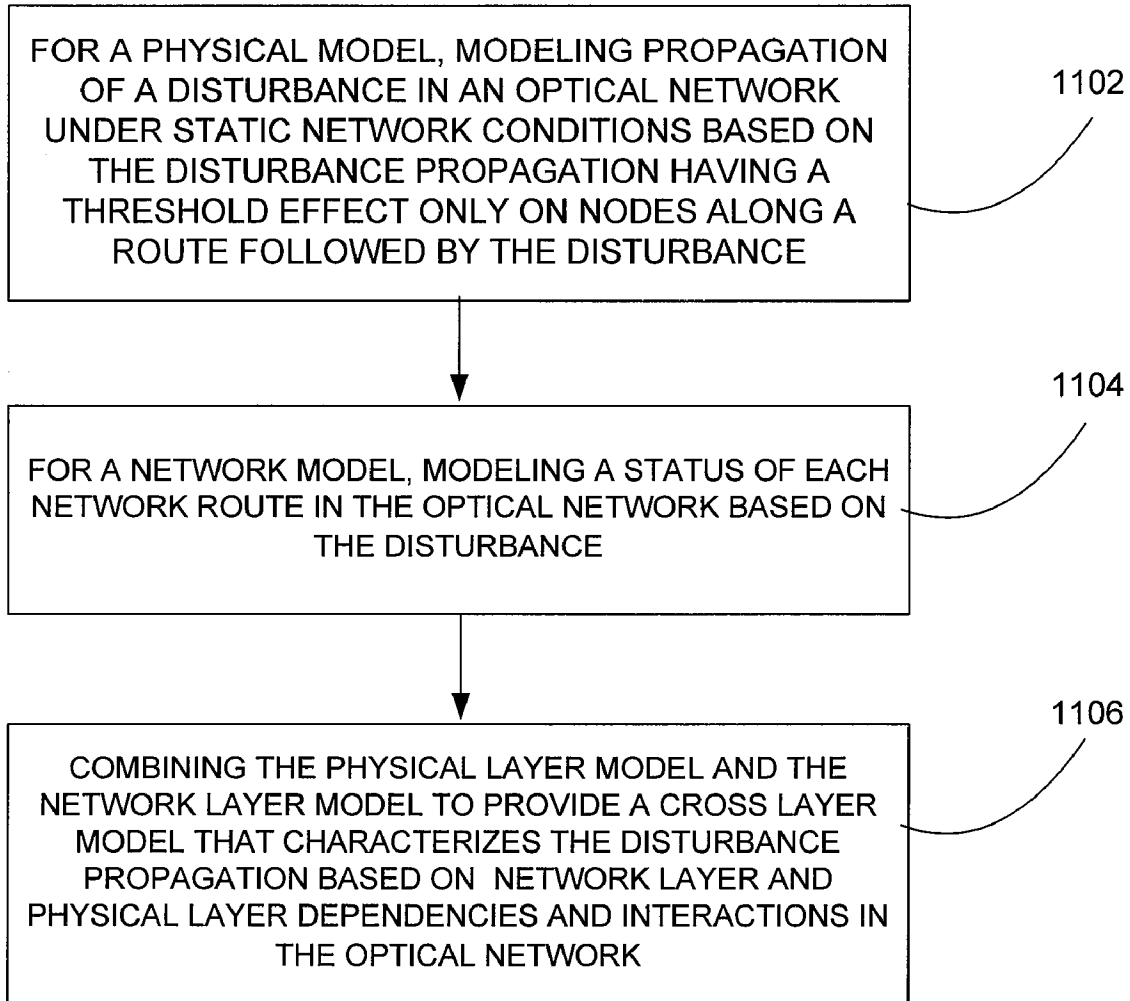 FOR A PHYSICAL MODEL, MODELING PROPAGATION
OF A DISTURBANCE IN AN OPTICAL NETWORK
UNDER STATIC NETWORK CONDITIONS BASED ON
THE DISTURBANCE PROPAGATION HAVING A
THRESHOLD EFFECT ONLY ON NODES ALONG A
ROUTE FOLLOWED BY THE DISTURBANCE
1102
FOR A NETWORK MODEL, MODELING A STATUS OF EACH
NETWORK ROUTE IN THE OPTICAL NETWORK BASED ON
THE DISTURBANCE
1104
COMBINING THE PHYSICAL LAYER MODEL AND THE
NETWORK LAYER MODEL TO PROVIDE A CROSS LAYER
MODEL THAT CHARACTERIZES THE DISTURBANCE
PROPAGATION BASED ON NETWORK LAYER AND
PHYSICAL LAYER DEPENDENCIES AND INTERACTIONS IN
THE OPTICAL NETWORK
1106